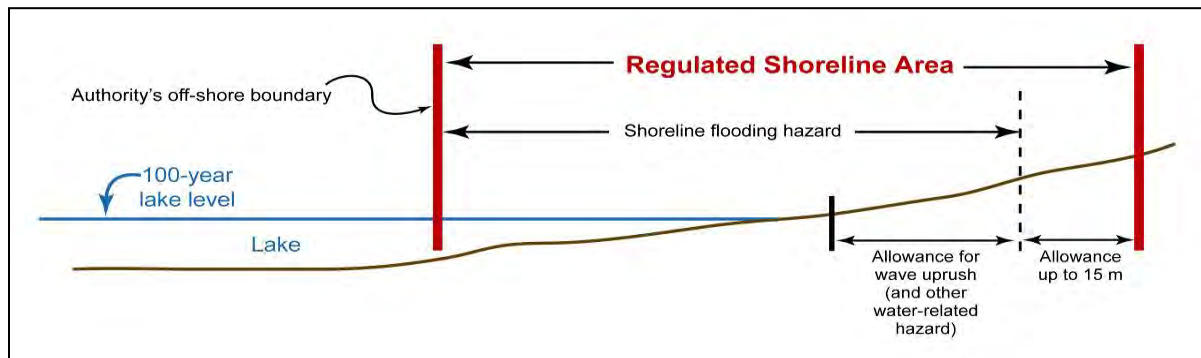 Regulated Shoreline Area
Authority's off-shore boundary
Shoreline flooding hazard
100-year
lake level
Lake
Allowance for
wave uprush
(and other
water-related
hazard)
Allowance
up to 15 m